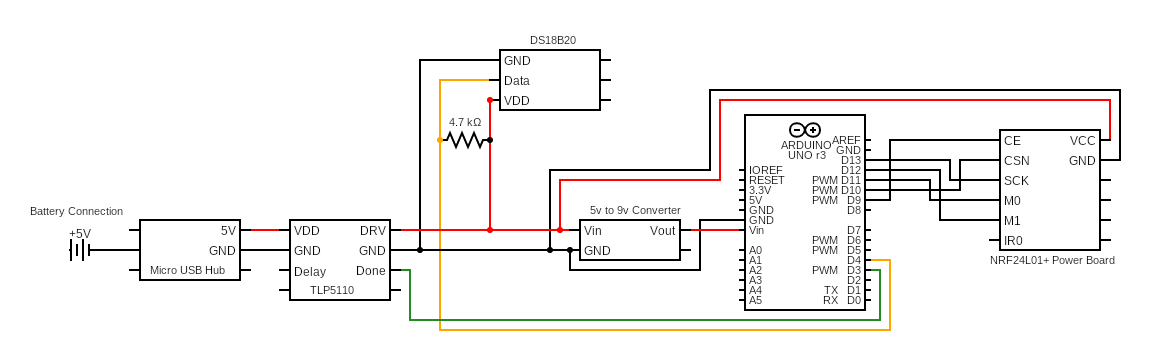 DS18B20
GND
Data
VDD
4.7 kΩ
Battery Connection
+5V
5V
GND
Micro USB Hub
VDD
GND
Delay
DRV
GND
Done
TLP5110
5v to 9v Converter
Vin
GND
Vout
ARDUINO
UNO r3
IOREF
RESET
3.3V
5V
GND
GND
Vin
A0
A1
A2
A3
A4
A5
AREF
GND
D13
D12
PWM D11
PWM D10
PWM D9
D8
D7
PWM D6
PWM D5
D4
PWM D3
D2
TX D1
RX D0
CE
CSN
SCK
M0
M1
IR0
VCC
GND
NRF24L01+ Power Board